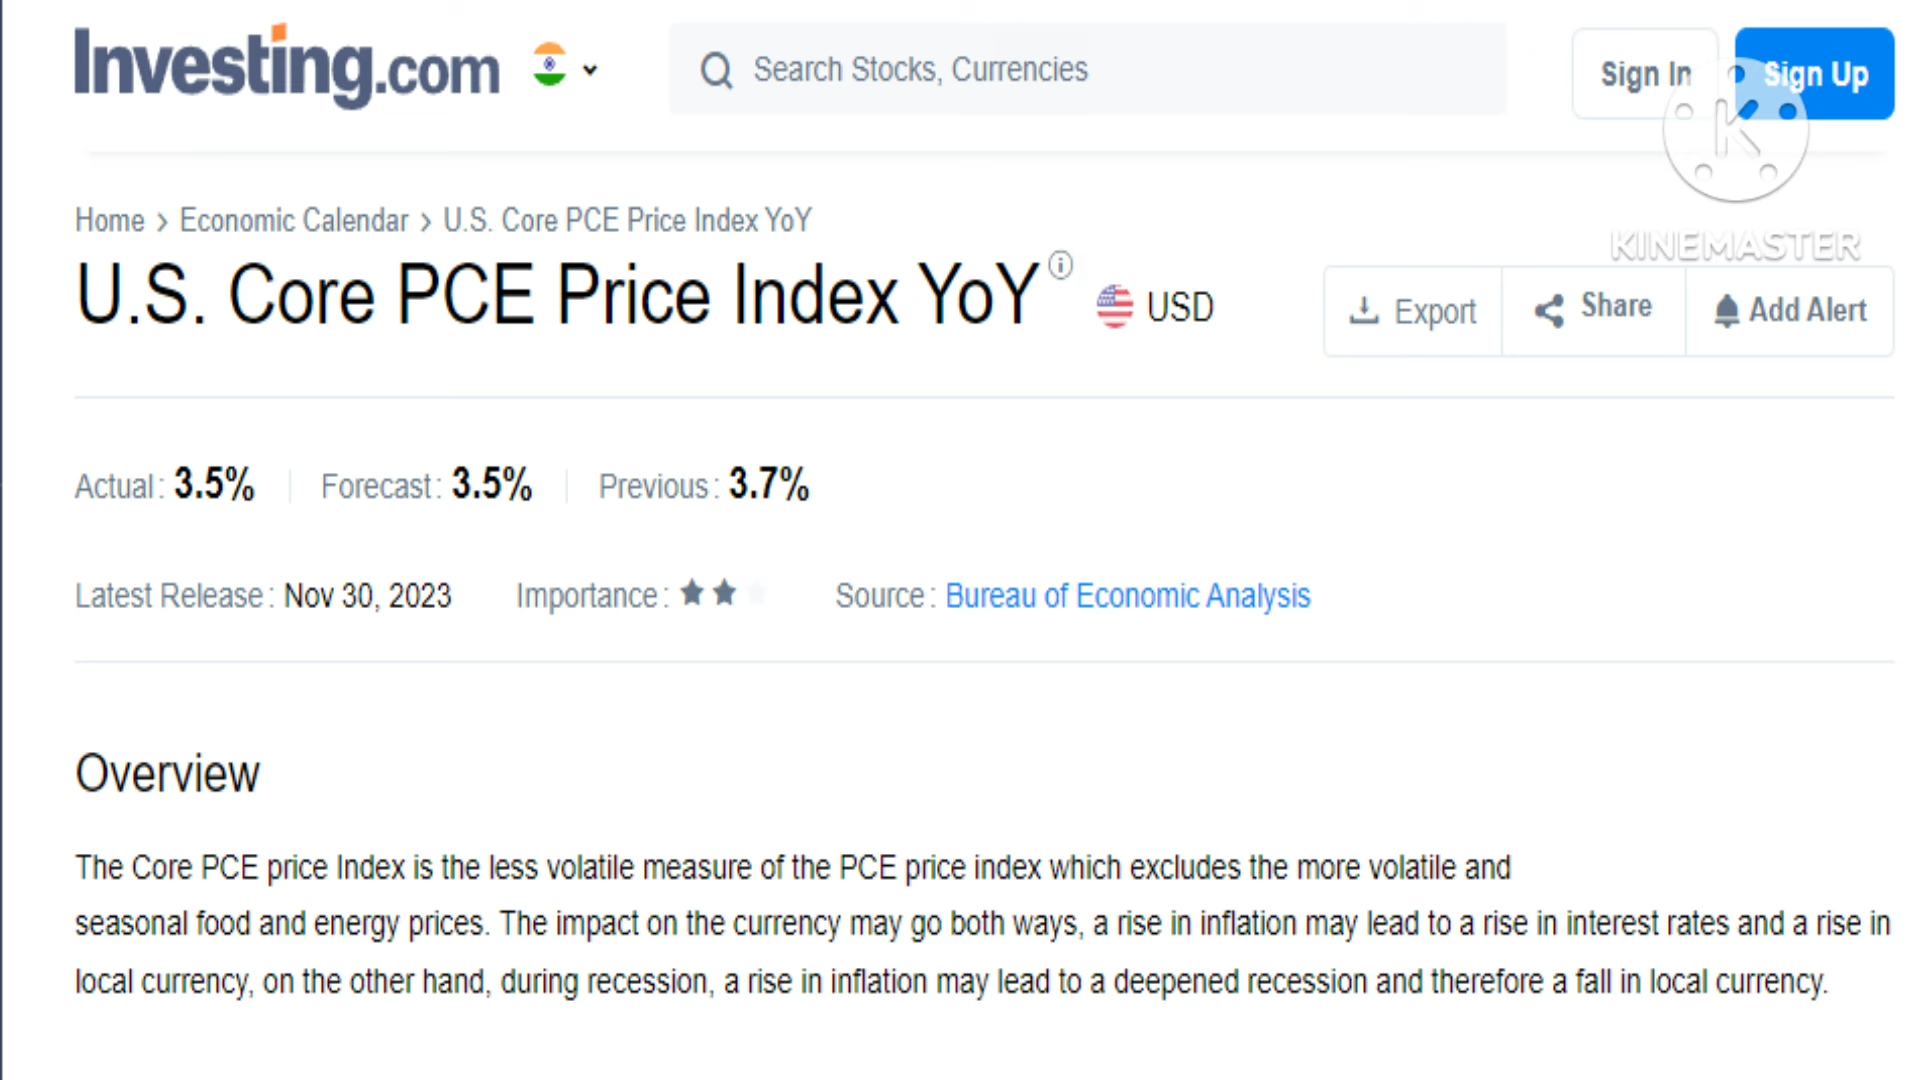 Investing.com
Search Stocks, Currencies
Sign In
Sign Up
KINEMASTER
Home > Economic Calendar > U.S. Core PCE Price Index YoY
U.S. Core PCE Price Index YoY
USD
Export
Share
Add Alert
Actual: 3.5%
Forecast: 3.5%
Previous: 3.7%
Latest Release: Nov 30, 2023
Importance:
Source: Bureau of Economic Analysis
Overview
The Core PCE price Index is the less volatile measure of the PCE price index which excludes the more volatile and
seasonal food and energy prices. The impact on the currency may go both ways, a rise in inflation may lead to a rise in interest rates and a rise in
local currency, on the other hand, during recession, a rise in inflation may lead to a deepened recession and therefore a fall in local currency.